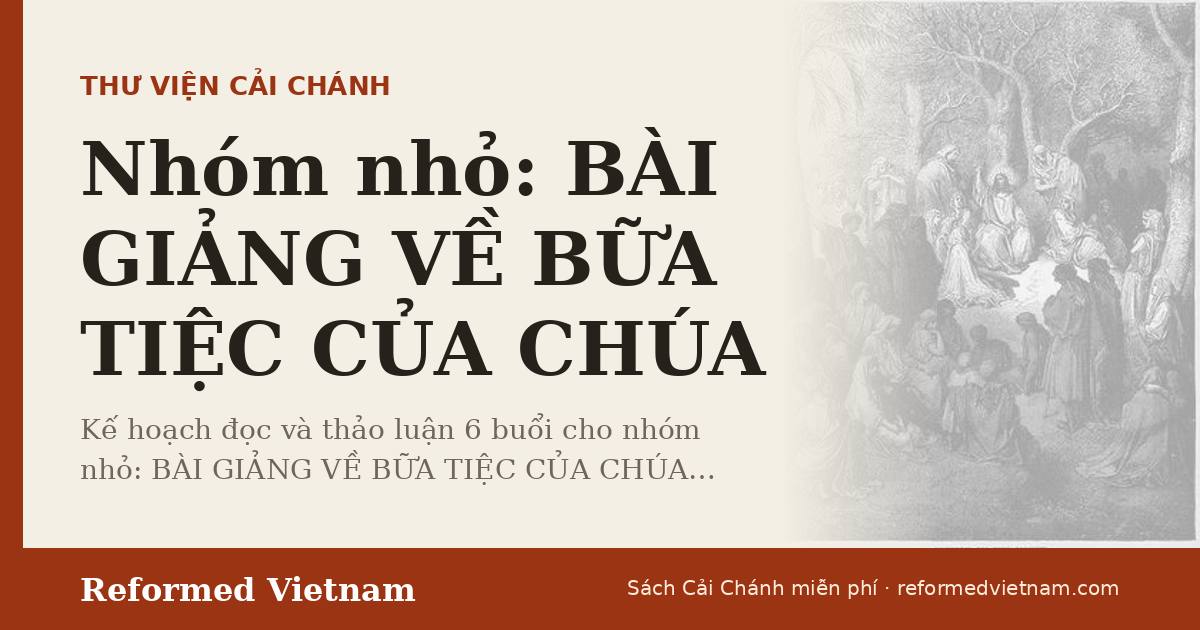 THƯ VIỆN CẢI CHÁNH
Nhóm nhỏ: BÀI
GIẢNG VỀ BỮA
TIỆC CỦA CHÚA
Kế hoạch đọc và thảo luận 6 buổi cho nhóm
nhỏ: BÀI GIẢNG VỀ BỮA TIỆC CỦA CHÚA...
Reformed Vietnam
Sách Cải Chánh miễn phí · reformedvietnam.com